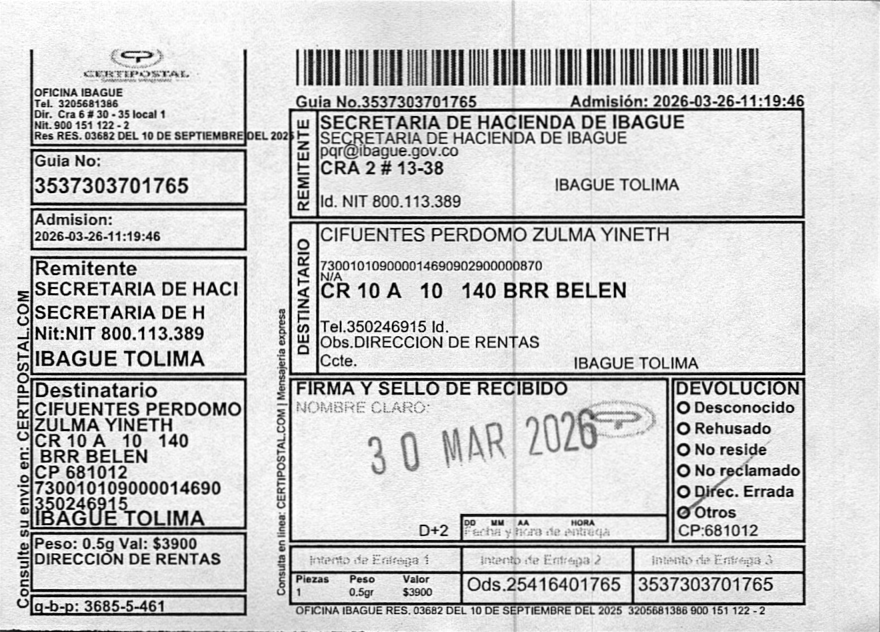 CERTIPOSTAL
OFICINA IBAGUE
Tel. 3205681386
Dir. Cra 6 # 30 - 35 local 1
Nit. 900 151 122 - 2
Res RES. 03682 DEL 10 DE SEPTIEMBRE DEL 2025
Guia No:
3537303701765
Admision:
2026-03-26-11:19:46
Remitente
SECRETARIA DE HACI
SECRETARIA DE H
Nit:NIT 800.113.389
IBAGUE TOLIMA
Destinatario
CIFUENTES PERDOMO
ZULMA YINETH
CR 10 A 10 140
BRR BELEN
CP 681012
730010109000014690
350246915
IBAGUE TOLIMA
Peso: 0.5g Val: $3900
DIRECCION DE RENTAS
q-b-p: 3685-5-461
Consulte su envio en: CERTIPOSTAL.COM
Guia No.3537303701765 Admisión: 2026-03-26-11:19:46
REMITENTE
SECRETARIA DE HACIENDA DE IBAGUE
SECRETARIA DE HACIENDA DE IBAGUE
pqr@ibague.gov.co
CRA 2 # 13-38
IBAGUE TOLIMA
Id. NIT 800.113.389
DESTINATARIO
CIFUENTES PERDOMO ZULMA YINETH
730010109000014690902900000870
N/A
CR 10 A 10 140 BRR BELEN
Tel.350246915 Id.
Obs.DIRECCION DE RENTAS
Ccte. IBAGUE TOLIMA
Consulta en línea: CERTIPOSTAL.COM | Mensajería expresa
FIRMA Y SELLO DE RECIBIDO
NOMBRE CLARO:
30 MAR 2026
D+2
DD MM AA HORA
Fecha y hora de entrega
DEVOLUCION
Desconocido
Rehusado
No reside
No reclamado
Direc. Errada
Otros
CP:681012
Intento de Entrega 1 Intento de Entrega 2 Intento de Entrega 3
Piezas Peso Valor
1 0.5gr $3900
Ods.25416401765 3537303701765
OFICINA IBAGUE RES. 03682 DEL 10 DE SEPTIEMBRE DEL 2025 3205681386 900 151 122 - 2